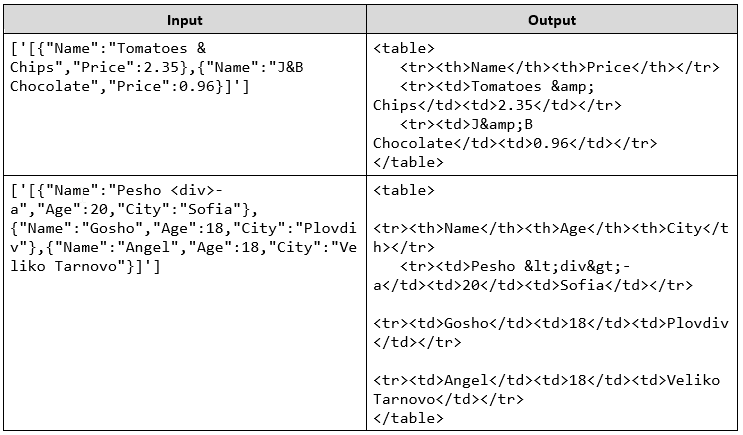 Input
Output
['[{"Name":"Tomatoes &
Chips","Price":2.35},{"Name":"J&B
Chocolate","Price":0.96}]']
<table>
<tr><th>Name</th><th>Price</th></tr>
<tr><td>Tomatoes &amp;
Chips</td><td>2.35</td></tr>
<tr><td>J&amp;B
Chocolate</td><td>0.96</td></tr>
</table>
['[{"Name":"Pesho <div>-
a","Age":20,"City":"Sofia"},
{"Name":"Gosho","Age":18,"City":"Plovdi
v"},{"Name":"Angel","Age":18,"City":"Ve
liko Tarnovo"}]']
<table>
<tr><th>Name</th><th>Age</th><th>City</t
h></tr>
<tr><td>Pesho &lt;div&gt;-
a</td><td>20</td><td>Sofia</td></tr>
<tr><td>Gosho</td><td>18</td><td>Plovdiv
</td></tr>
<tr><td>Angel</td><td>18</td><td>Veliko
Tarnovo</td></tr>
</table>